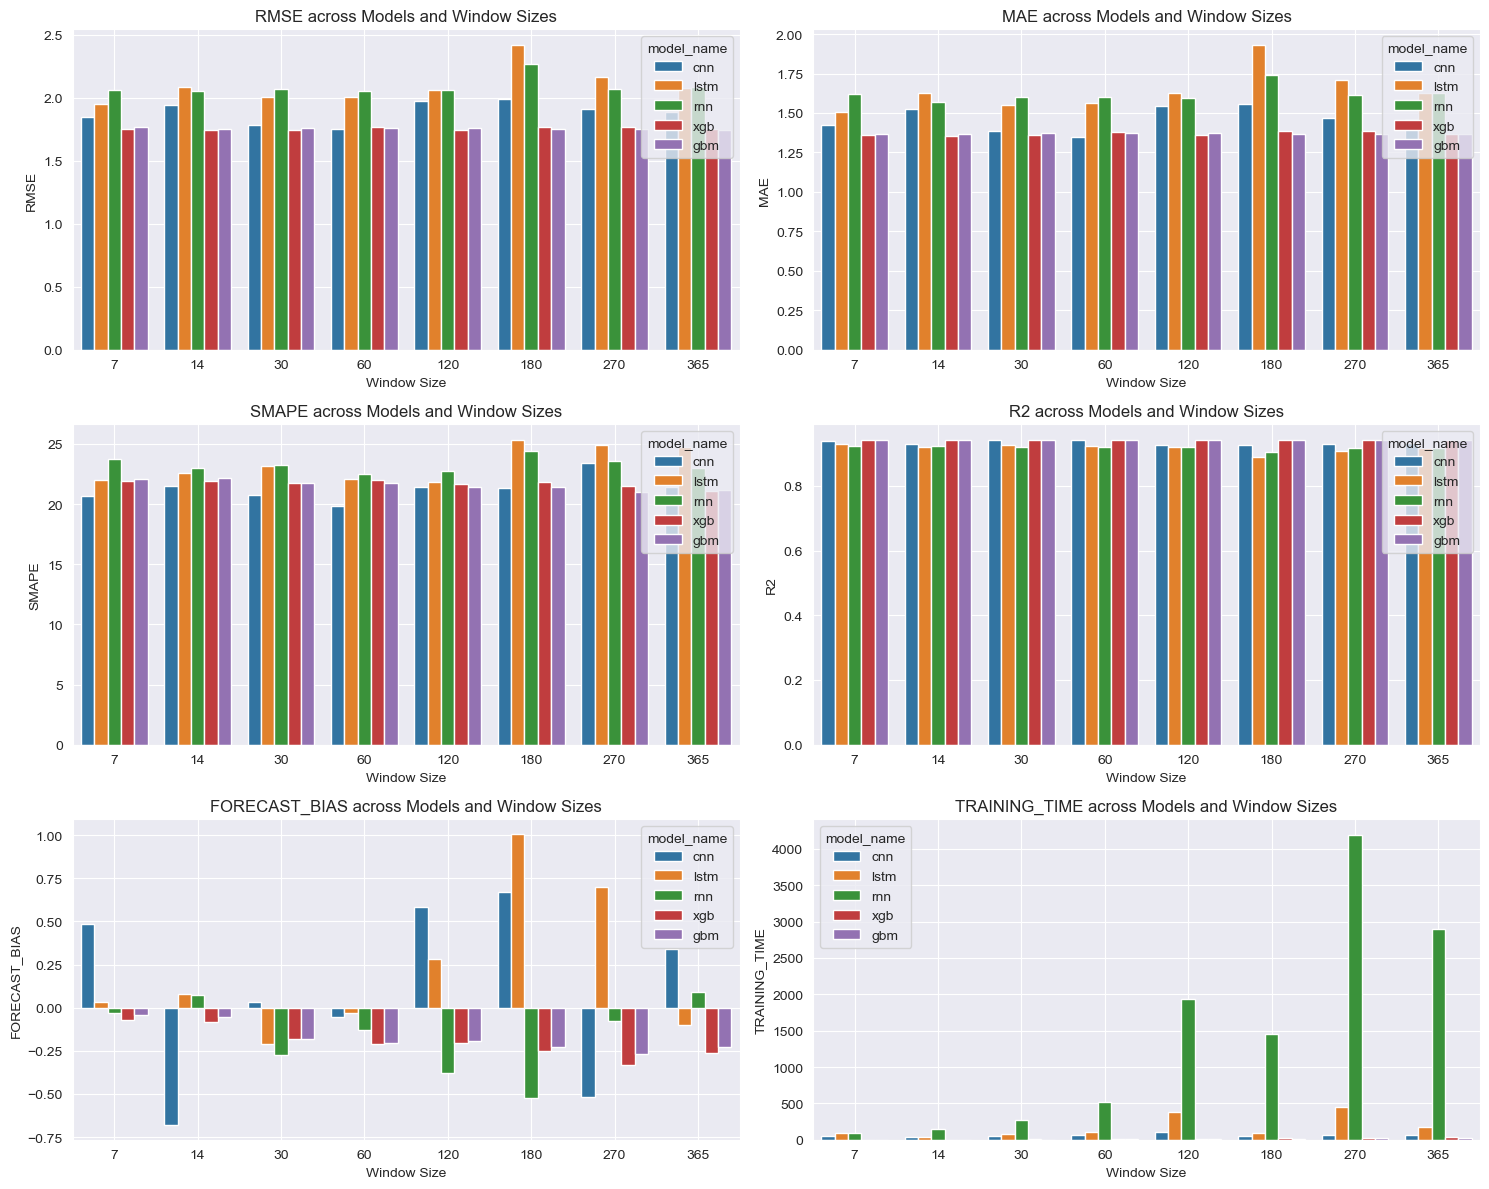 RMSE across Models and Window Sizes
2.5
2.0
1.5
1.0
0.5
0.0
RMSE
7 14 30 60 120 180 270 365
Window Size
model_name
cnn
lstm
rnn
xgb
gbm
MAE across Models and Window Sizes
2.00
1.75
1.50
1.25
1.00
0.75
0.50
0.25
0.00
MAE
7 14 30 60 120 180 270 365
Window Size
model_name
cnn
lstm
rnn
xgb
gbm
SMAPE across Models and Window Sizes
25
20
15
10
5
0
SMAPE
7 14 30 60 120 180 270 365
Window Size
model_name
cnn
lstm
rnn
xgb
gbm
R2 across Models and Window Sizes
0.8
0.6
0.4
0.2
0.0
R2
7 14 30 60 120 180 270 365
Window Size
model_name
cnn
lstm
rnn
xgb
gbm
FORECAST_BIAS across Models and Window Sizes
1.00
0.75
0.50
0.25
0.00
−0.25
−0.50
−0.75
FORECAST_BIAS
7 14 30 60 120 180 270 365
Window Size
model_name
cnn
lstm
rnn
xgb
gbm
TRAINING_TIME across Models and Window Sizes
4000
3500
3000
2500
2000
1500
1000
500
0
TRAINING_TIME
7 14 30 60 120 180 270 365
Window Size
model_name
cnn
lstm
rnn
xgb
gbm